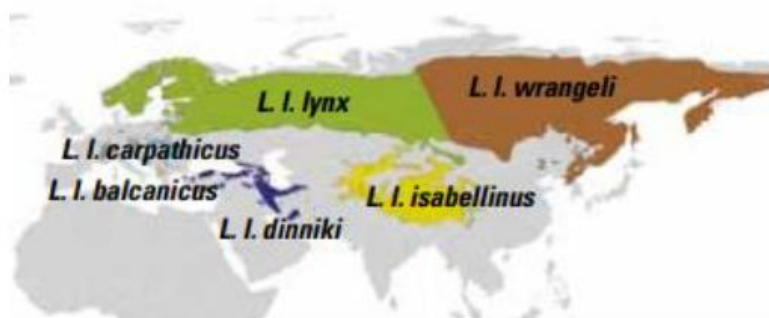 L. l. lynx
L. l. wrangeli
L. l. carpathicus
L. l. balcanicus
L. l. isabellinus
L. l. dinniki